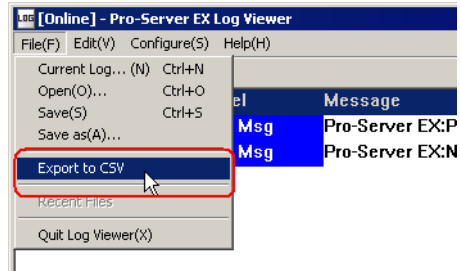 LOG [Online] - Pro-Server EX Log Viewer
File(F) Edit(V) Configure(S) Help(H)
Current Log... (N) Ctrl+N
Open(O)... Ctrl+O
Save(S) Ctrl+S
Save as(A)...
Export to CSV
Recent Files
Quit Log Viewer(X)
el Message
Msg Pro-Server EX:P
Msg Pro-Server EX:N